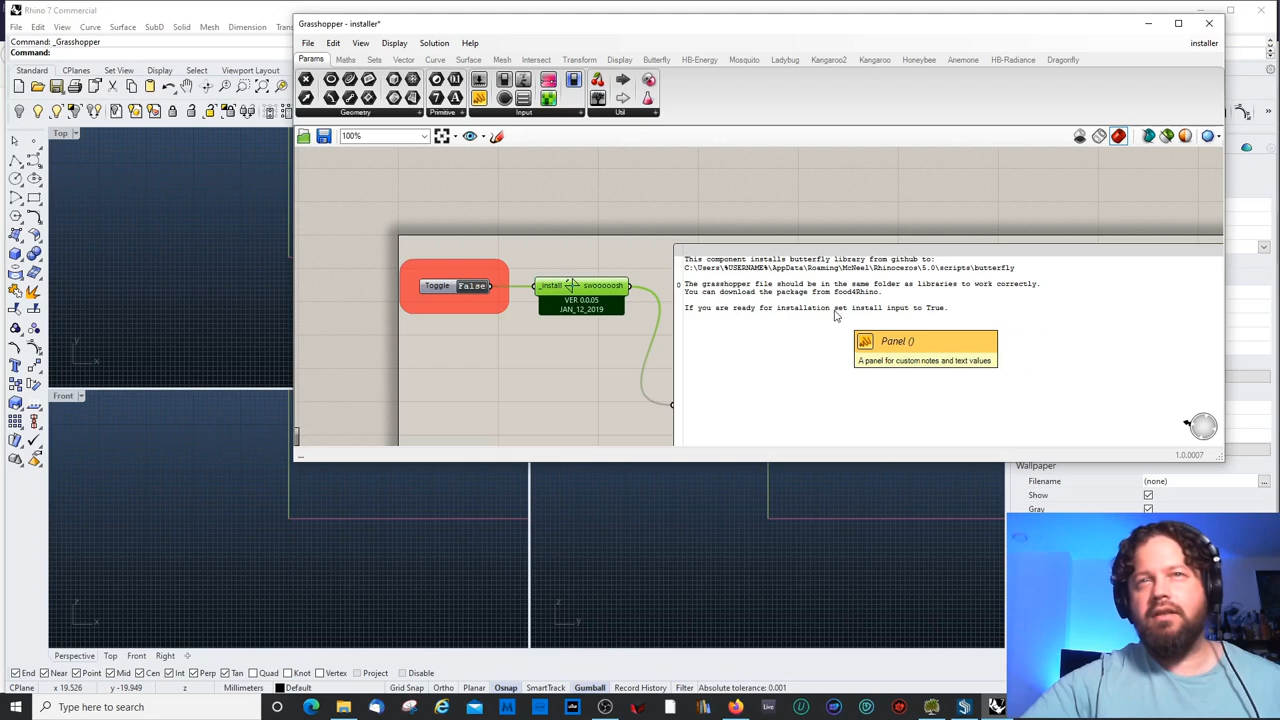 Rhino 7 Commercial
File Edit View Curve Surface SubD Solid Mesh Dimension
Command: _Grasshopper
Command:
Standard CPlanes Set View Display Select Viewport Layout
Grasshopper - installer*
File Edit View Display Solution Help
installer
Params Maths Sets Vector Curve Surface Mesh Intersect Transform Display Butterfly HB-Energy Mosquito Ladybug Kangaroo2 Kangaroo Honeybee Anemone HB-Radiance Dragonfly
Geometry Primitive Input Util
100%
Top
Toggle False
_install swooooosh
VER 0.0.05
JAN_12_2019
This component installs butterfly library from github to:
C:\Users\%USERNAME%\AppData\Roaming\McNeel\Rhinoceros\5.0\scripts\butterfly
0
The grasshopper file should be in the same folder as libraries to work correctly.
You can download the package from food4Rhino.
If you are ready for installation set install input to True.
Panel ()
A panel for custom notes and text values
Front
...
1.0.0007
Wallpaper
Filename (none) ...
Show
Gray
y
x
z
x
z
y
Perspective Top Front Right
End Near Point Mid Cen Int Perp Tan Quad Knot Vertex Project Disable
CPlane x 19.526 y -19.949 z Millimeters Default Grid Snap Ortho Planar Osnap SmartTrack Gumball Record History Filter Absolute tolerance: 0.001
Type here to search
Live